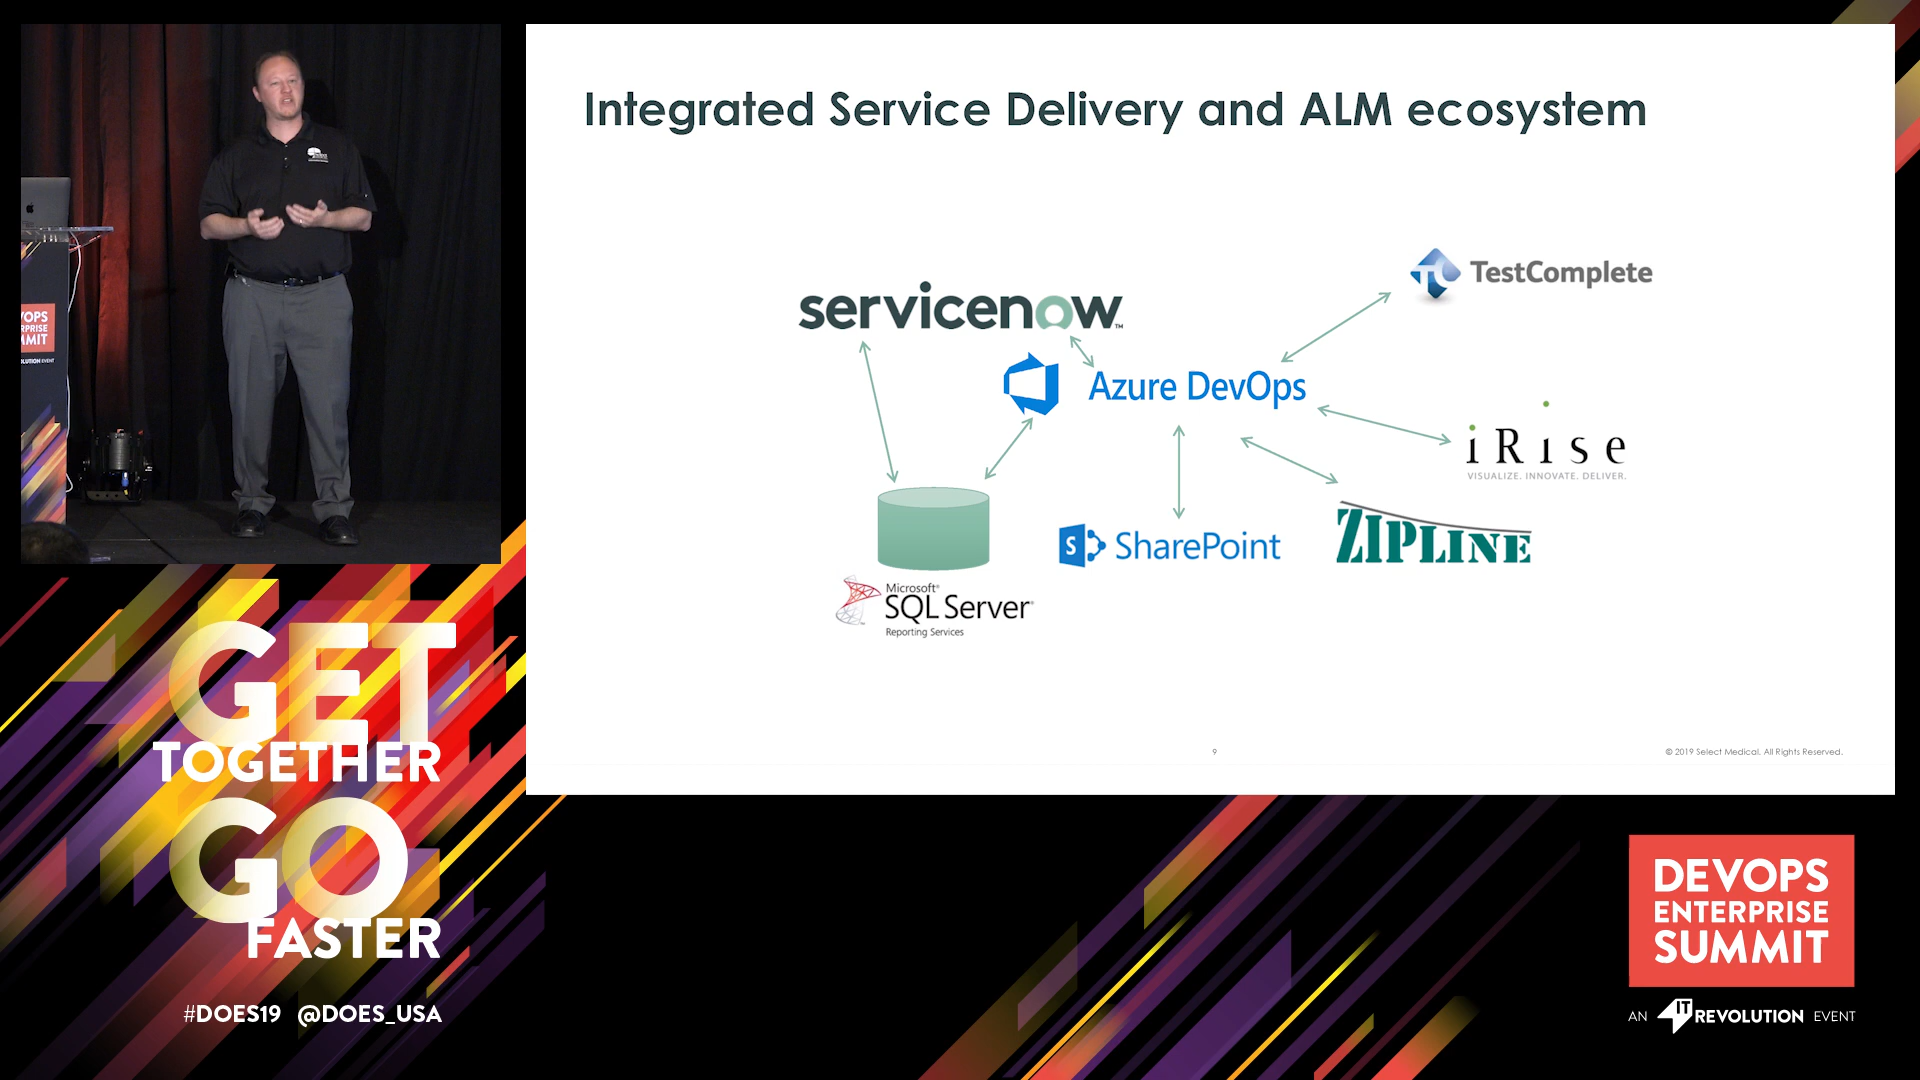 Integrated Service Delivery and ALM ecosystem
servicenow™
TestComplete
Azure DevOps
iRise
VISUALIZE. INNOVATE. DELIVER.
S SharePoint
ZIPLINE
Microsoft®
SQL Server®
Reporting Services
9
© 2019 Select Medical. All Rights Reserved.
GET
TOGETHER
GO
FASTER
#DOES19 @DOES_USA
DEVOPS
ENTERPRISE
SUMMIT
AN IT REVOLUTION EVENT